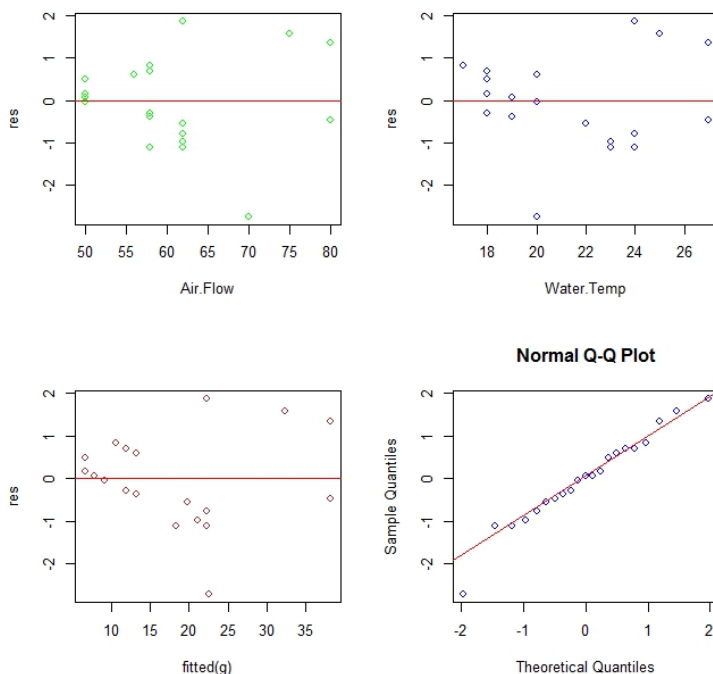 2
1
0
-1
-2
res
50 55 60 65 70 75 80
Air.Flow
2
1
0
-1
-2
res
18 20 22 24 26
Water.Temp
2
1
0
-1
-2
res
10 15 20 25 30 35
fitted(g)
Normal Q-Q Plot
2
1
0
-1
-2
Sample Quantiles
-2 -1 0 1 2
Theoretical Quantiles